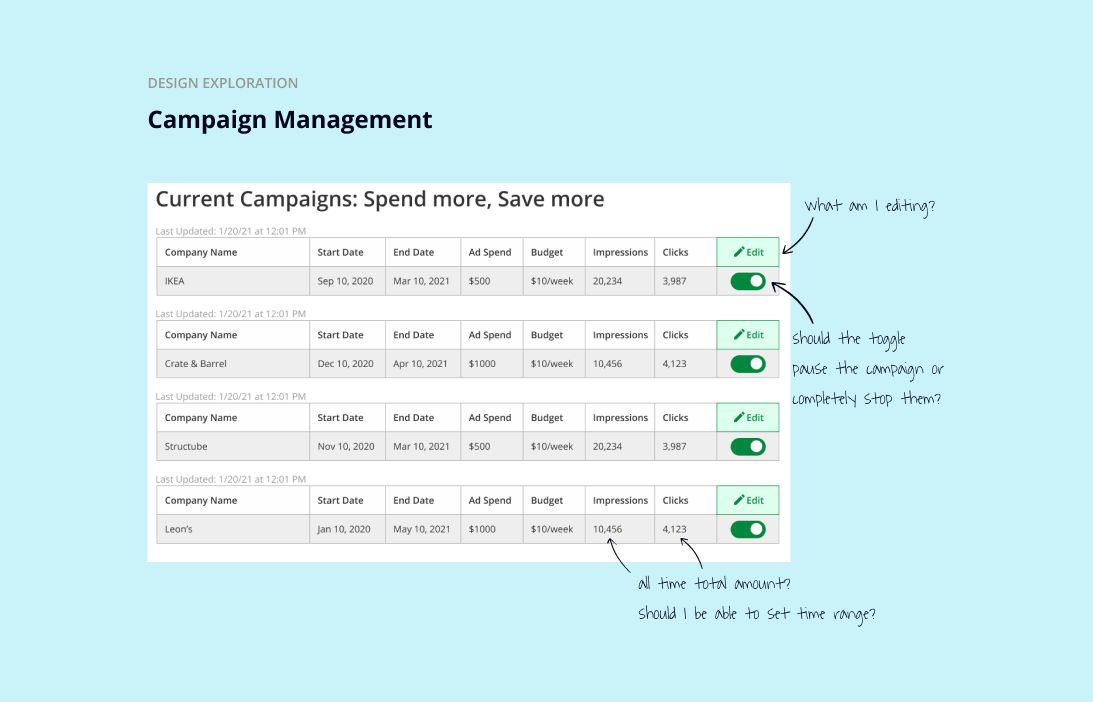 DESIGN EXPLORATION
Campaign Management
Current Campaigns: Spend more, Save more
What am I editing?
Last Updated: 1/20/21 at 12:01 PM
Company Name Start Date End Date Ad Spend Budget Impressions Clicks Edit
IKEA Sep 10, 2020 Mar 10, 2021 $500 $10/week 20,234 3,987
Last Updated: 1/20/21 at 12:01 PM
Company Name Start Date End Date Ad Spend Budget Impressions Clicks Edit
Crate & Barrel Dec 10, 2020 Apr 10, 2021 $1000 $10/week 10,456 4,123
Should the toggle
pause the campaign or
completely stop them?
Last Updated: 1/20/21 at 12:01 PM
Company Name Start Date End Date Ad Spend Budget Impressions Clicks Edit
Structube Nov 10, 2020 Mar 10, 2021 $500 $10/week 20,234 3,987
Last Updated: 1/20/21 at 12:01 PM
Company Name Start Date End Date Ad Spend Budget Impressions Clicks Edit
Leon's Jan 10, 2020 May 10, 2021 $1000 $10/week 10,456 4,123
all time total amount?
Should I be able to set time range?